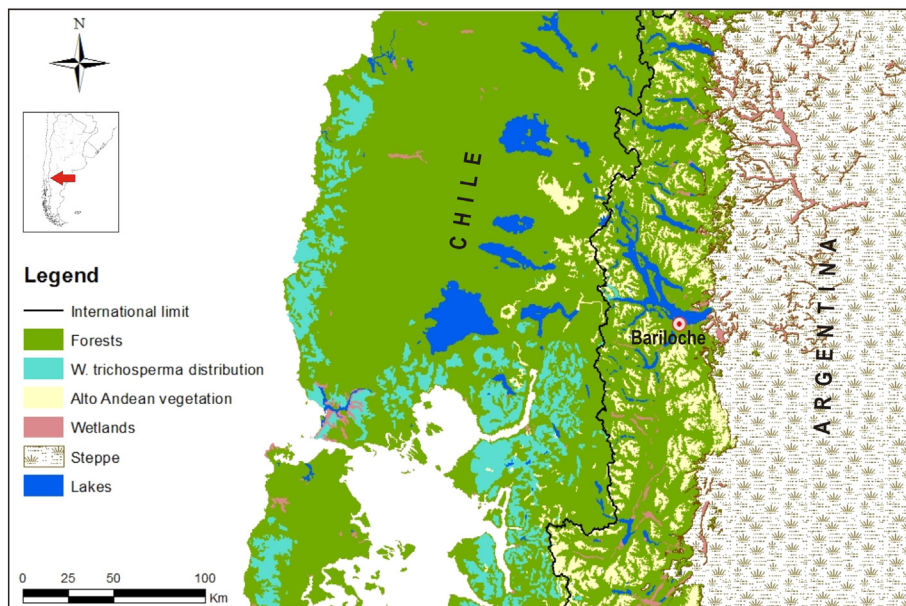 N
CHILE
ARGENTINA
Bariloche
Legend
International limit
Forests
W. trichosperma distribution
Alto Andean vegetation
Wetlands
Steppe
Lakes
0 25 50 100
Km